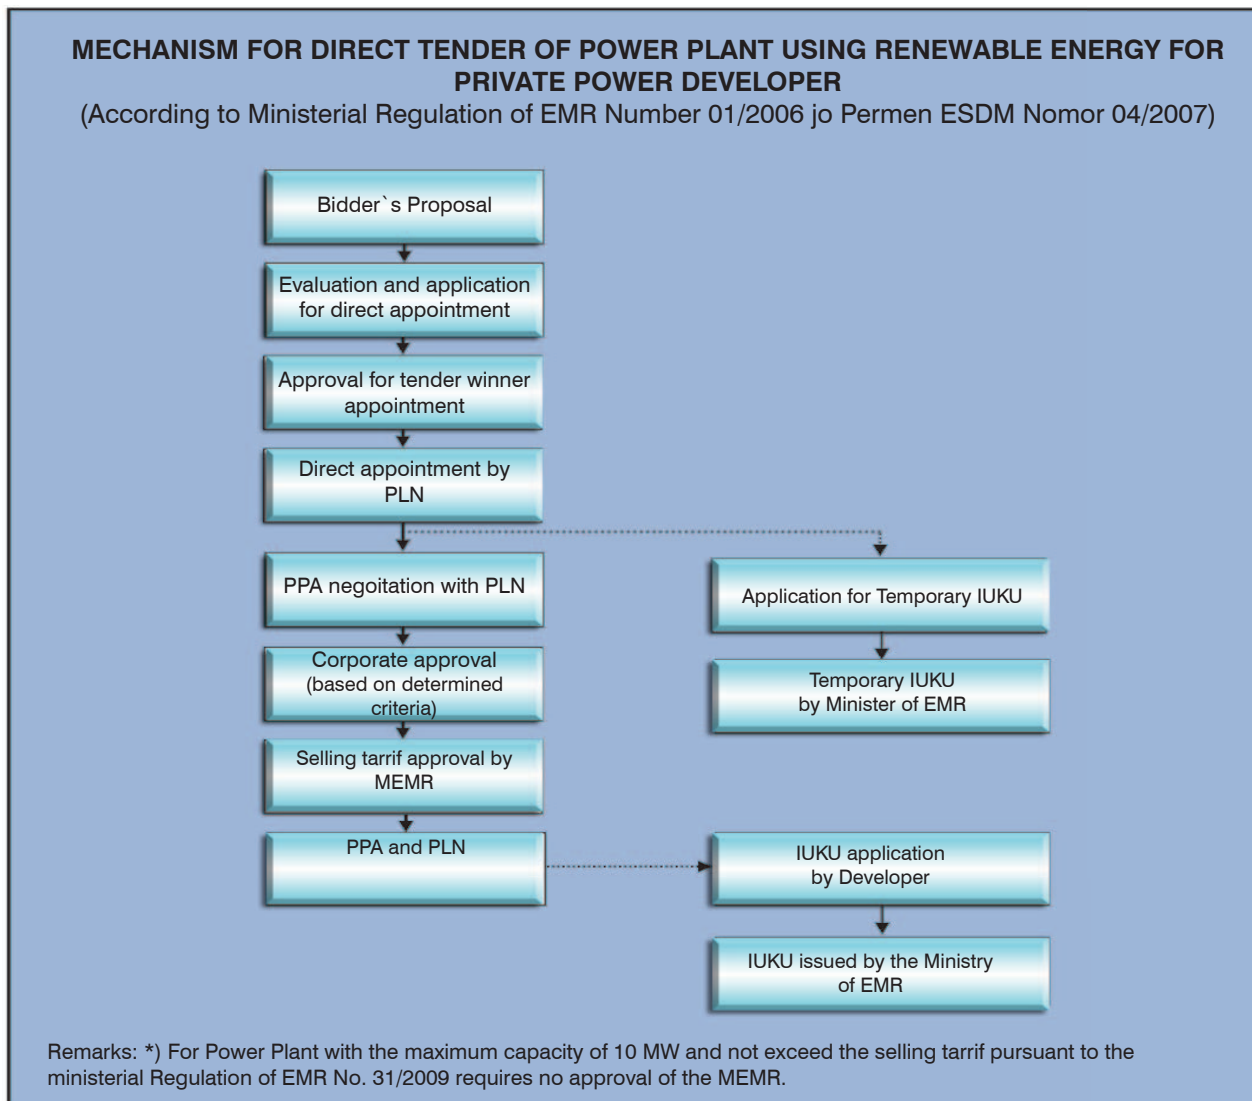 MECHANISM FOR DIRECT TENDER OF POWER PLANT USING RENEWABLE ENERGY FOR
PRIVATE POWER DEVELOPER
(According to Ministerial Regulation of EMR Number 01/2006 jo Permen ESDM Nomor 04/2007)
Bidder`s Proposal
Evaluation and application
for direct appointment
Approval for tender winner
appointment
Direct appointment by
PLN
PPA negoitation with PLN
Corporate approval
(based on determined
criteria)
Selling tarrif approval by
MEMR
PPA and PLN
Application for Temporary IUKU
Temporary IUKU
by Minister of EMR
IUKU application
by Developer
IUKU issued by the Ministry
of EMR
Remarks: *) For Power Plant with the maximum capacity of 10 MW and not exceed the selling tarrif pursuant to the
ministerial Regulation of EMR No. 31/2009 requires no approval of the MEMR.